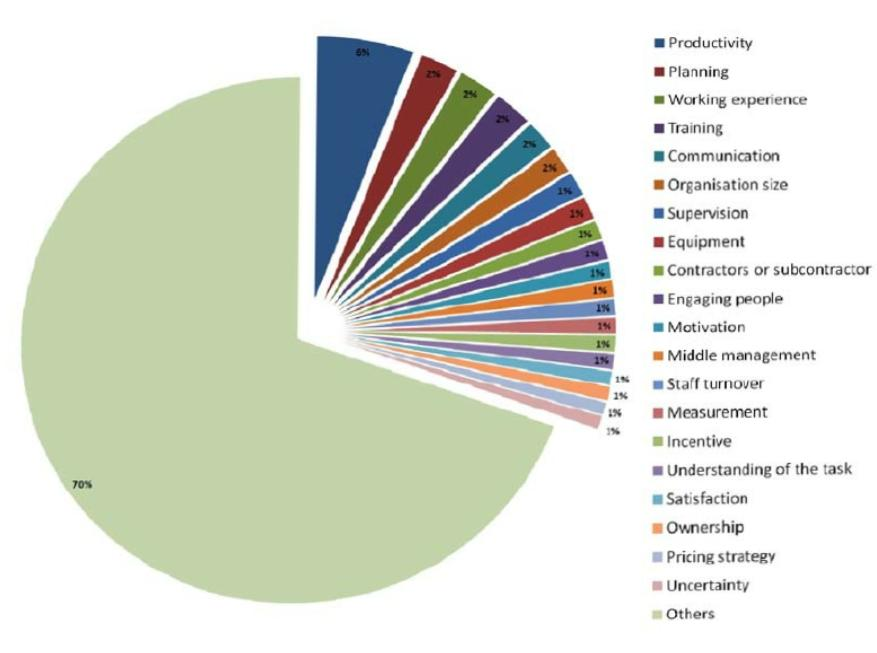 6%
2%
2%
2%
2%
2%
1%
1%
1%
1%
1%
1%
1%
1%
1%
1%
1%
1%
1%
1%
70%
Productivity
Planning
Working experience
Training
Communication
Organisation size
Supervision
Equipment
Contractors or subcontractor
Engaging people
Motivation
Middle management
Staff turnover
Measurement
Incentive
Understanding of the task
Satisfaction
Ownership
Pricing strategy
Uncertainty
Others